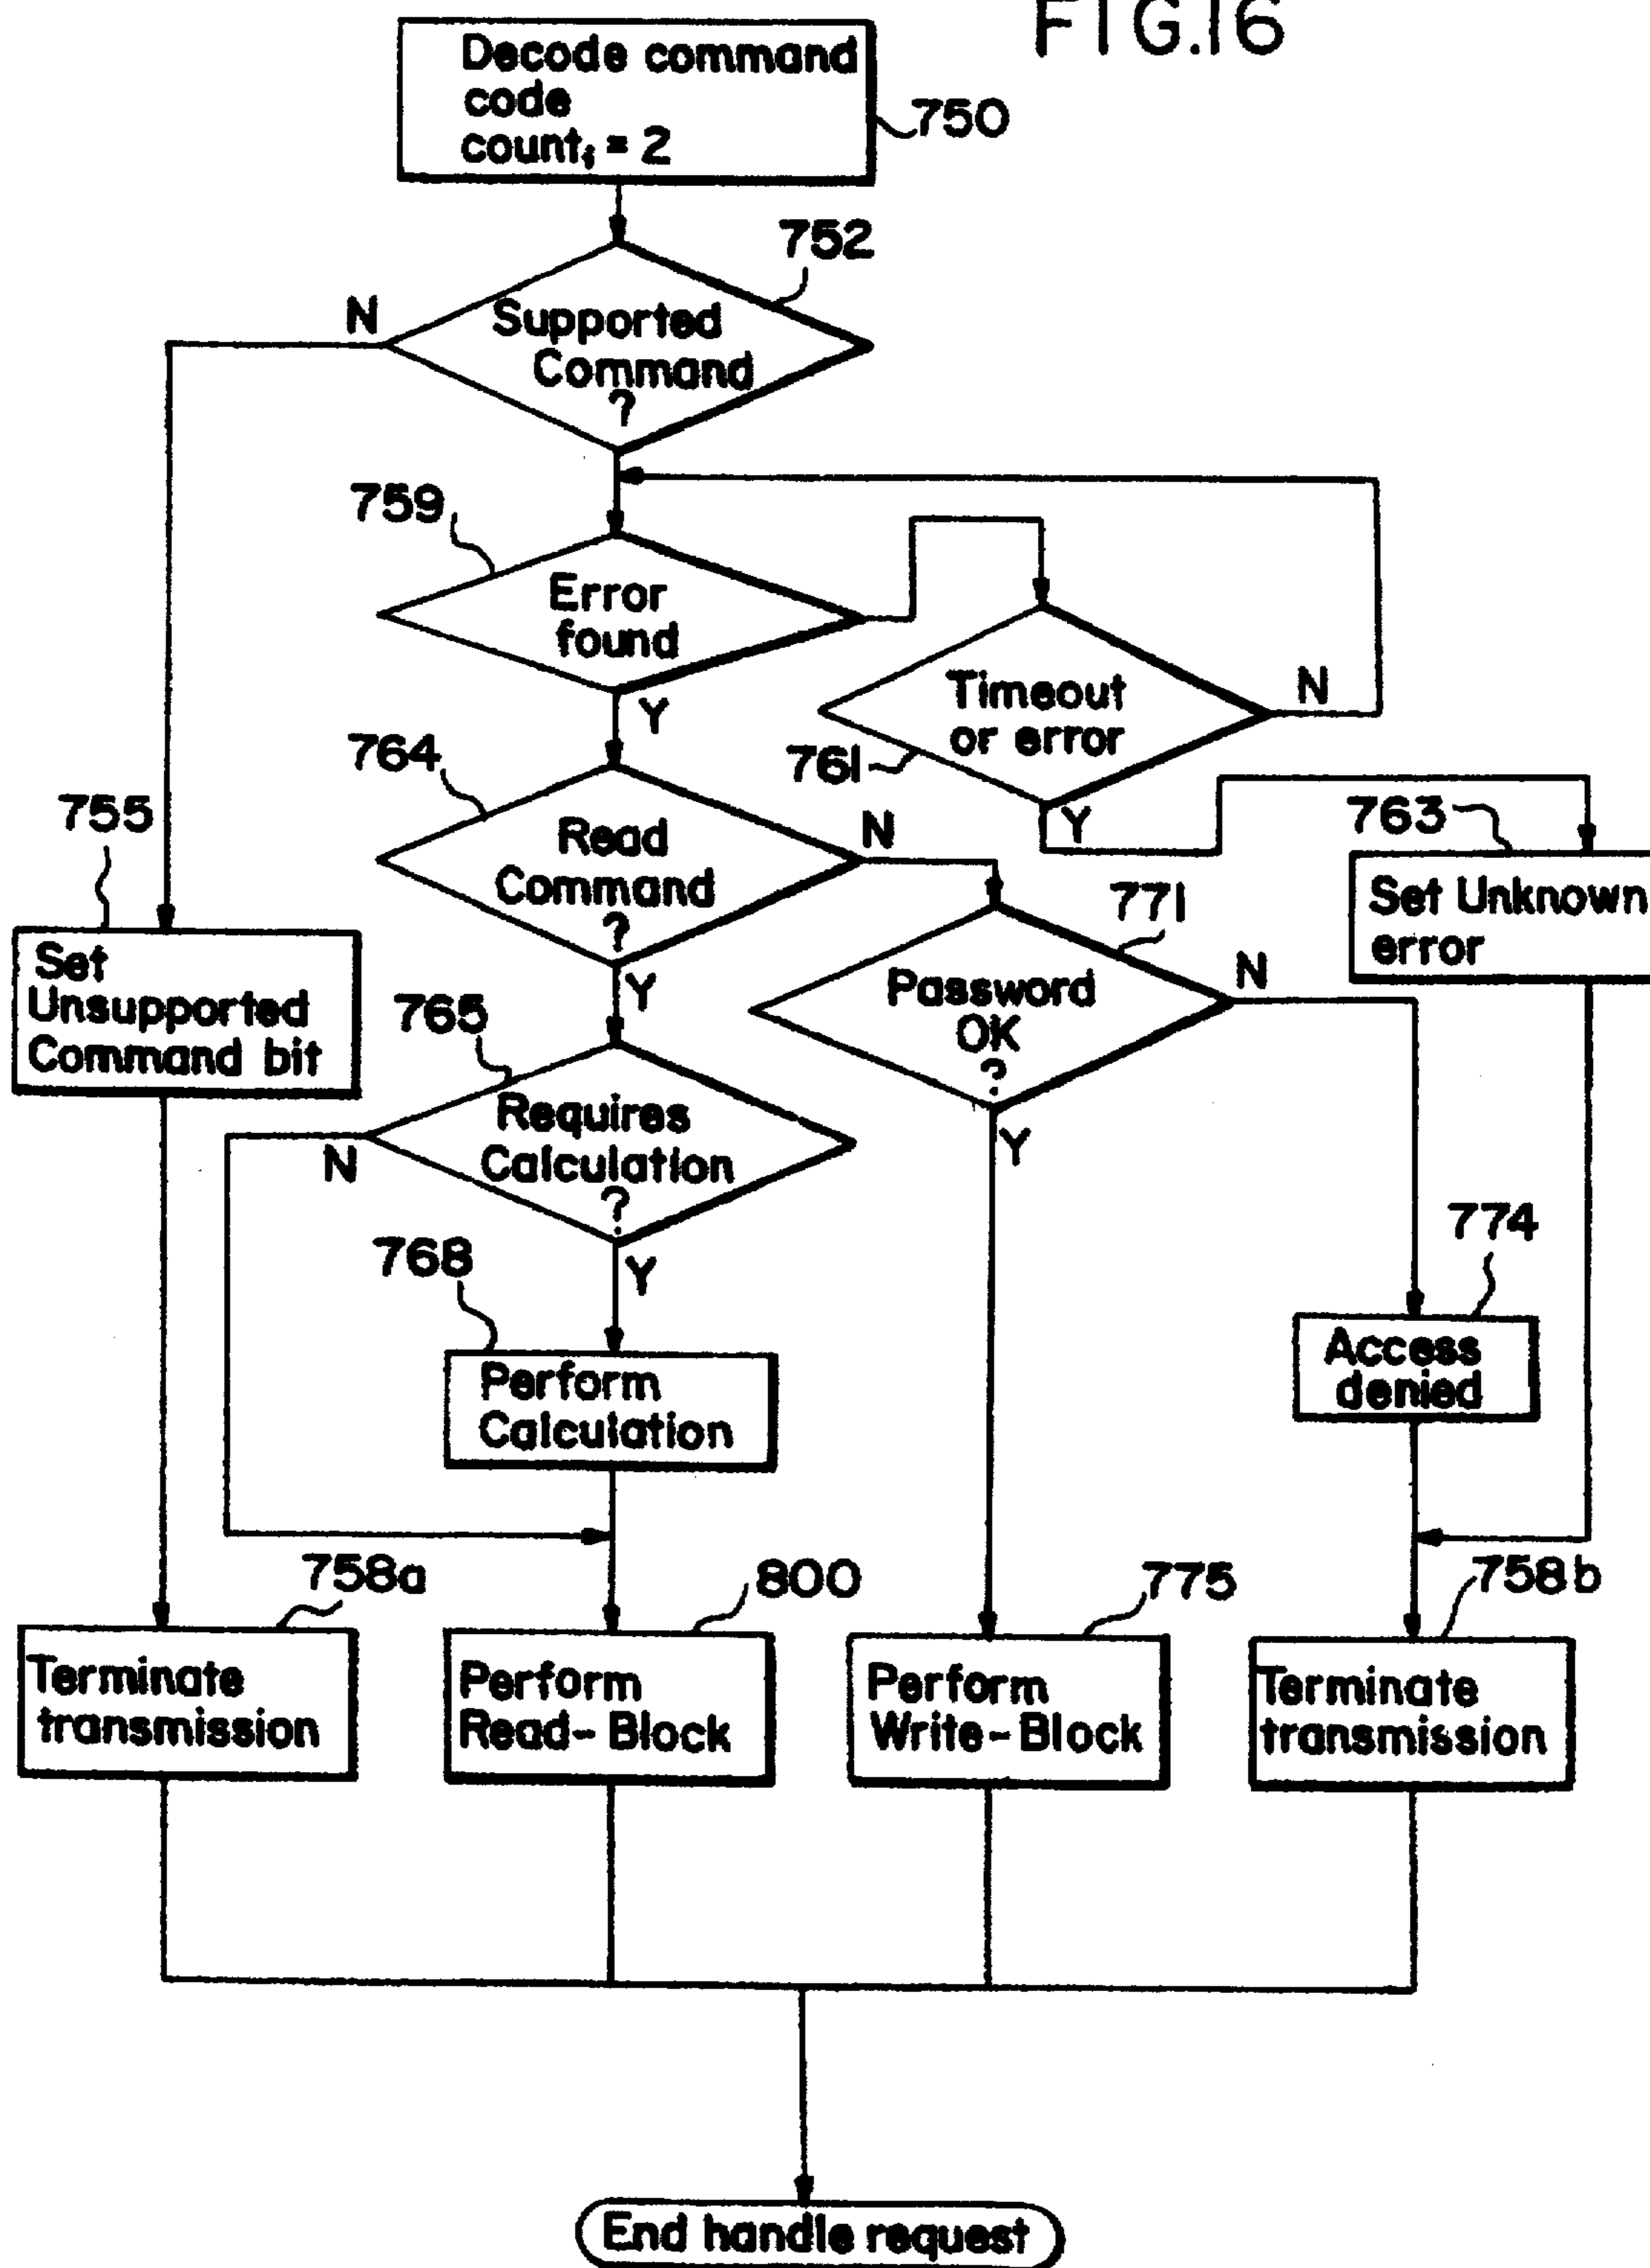 FIG.16
Decode command
code
count₁ = 2
750
752
N
Supported
Command
?
759
Error
found
Y
Timeout
or error
N
761
Y
764
Read
Command
?
N
Y
763
Set Unknown
error
755
Set
Unsupported
Command bit
771
Password
OK
?
N
Y
765
Requires
Calculation
?
N
Y
768
Perform
Calculation
774
Access
denied
758a
Terminate
transmission
800
Perform
Read-Block
775
Perform
Write-Block
758b
Terminate
transmission
End handle request